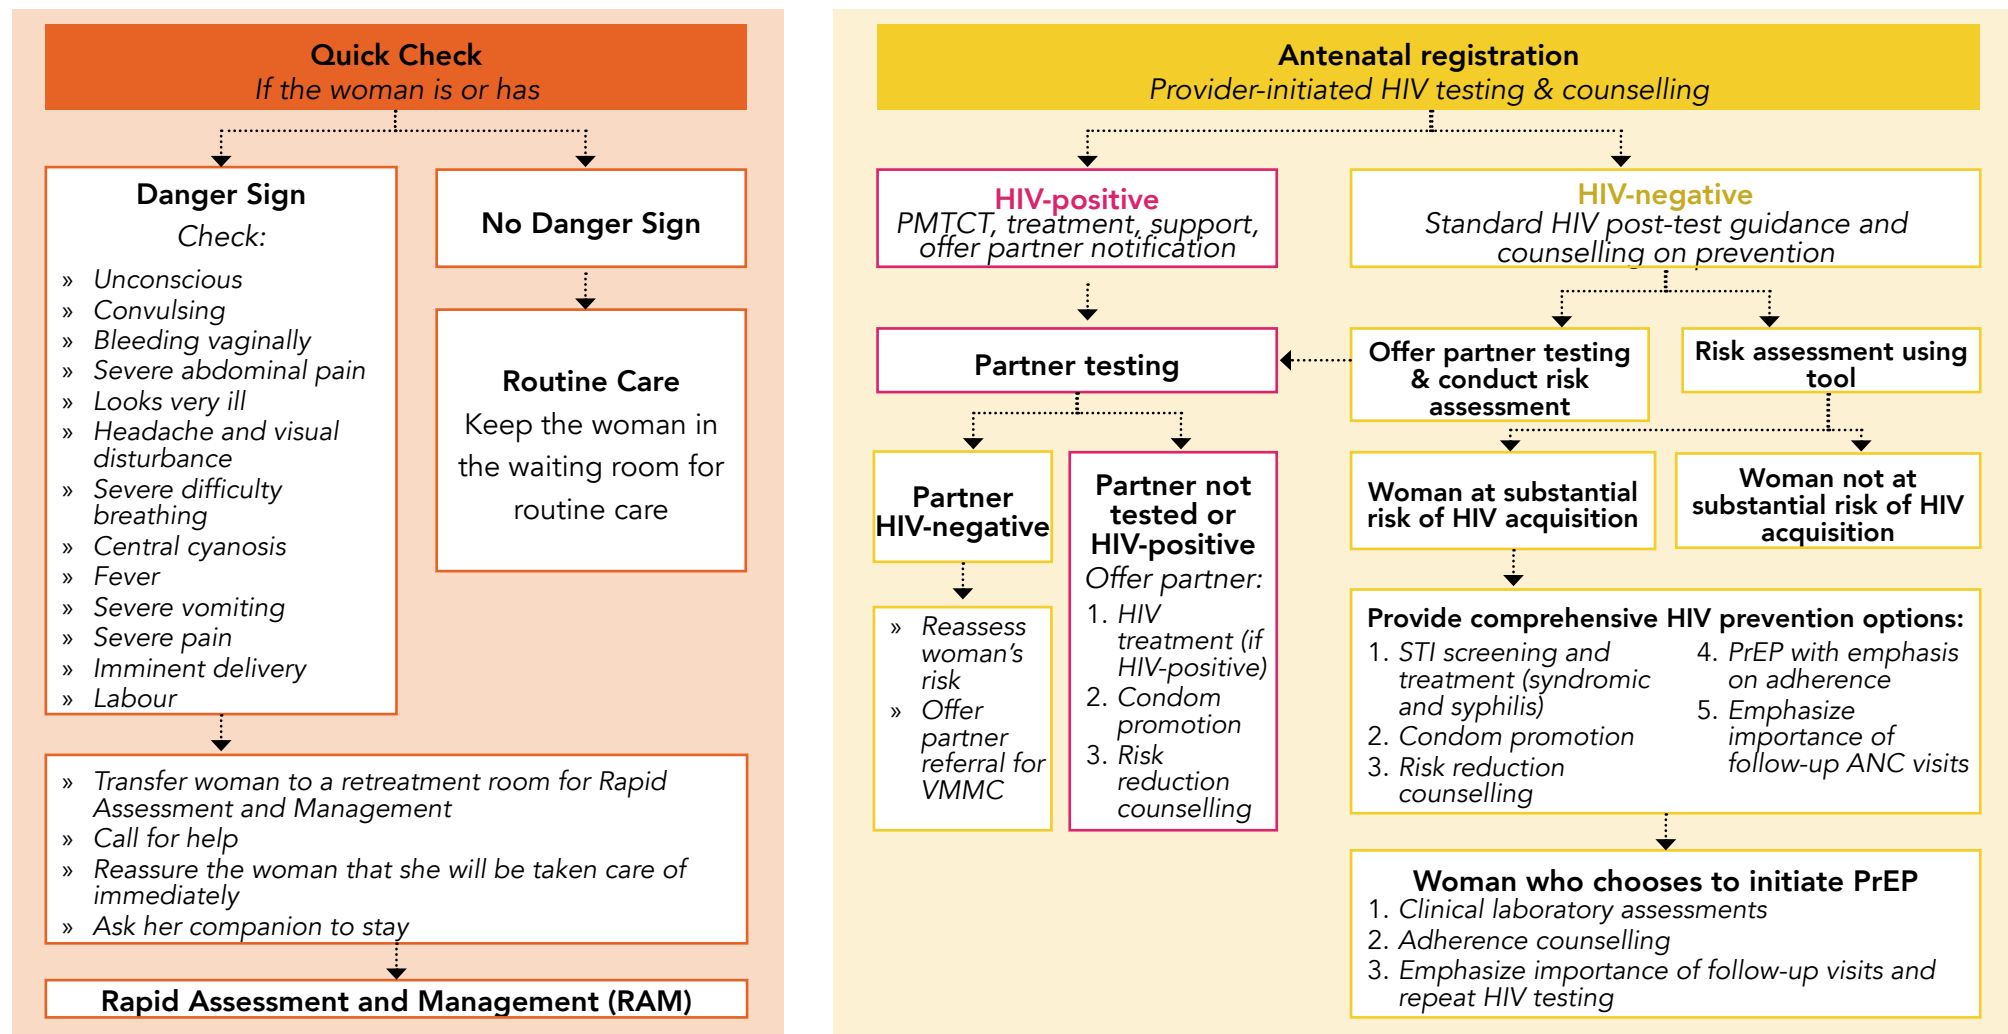 Quick Check
If the woman is or has
Danger Sign
Check:
» Unconscious
» Convulsing
» Bleeding vaginally
» Severe abdominal pain
» Looks very ill
» Headache and visual
disturbance
» Severe difficulty
breathing
» Central cyanosis
» Fever
» Severe vomiting
» Severe pain
» Imminent delivery
» Labour
No Danger Sign
Routine Care
Keep the woman in
the waiting room for
routine care
» Transfer woman to a retreatment room for Rapid
Assessment and Management
» Call for help
» Reassure the woman that she will be taken care of
immediately
» Ask her companion to stay
Rapid Assessment and Management (RAM)
Antenatal registration
Provider-initiated HIV testing & counselling
HIV-positive
PMTCT, treatment, support,
offer partner notification
HIV-negative
Standard HIV post-test guidance and
counselling on prevention
Partner testing
Offer partner testing
& conduct risk
assessment
Risk assessment using
tool
Partner
HIV-negative
» Reassess
woman's
risk
» Offer
partner
referral for
VMMC
Partner not
tested or
HIV-positive
Offer partner:
1. HIV
treatment (if
HIV-positive)
2. Condom
promotion
3. Risk
reduction
counselling
Woman at substantial
risk of HIV acquisition
Woman not at
substantial risk of HIV
acquisition
Provide comprehensive HIV prevention options:
1. STI screening and
treatment (syndromic
and syphilis)
2. Condom promotion
3. Risk reduction
counselling
4. PrEP with emphasis
on adherence
5. Emphasize
importance of
follow-up ANC visits
Woman who chooses to initiate PrEP
1. Clinical laboratory assessments
2. Adherence counselling
3. Emphasize importance of follow-up visits and
repeat HIV testing